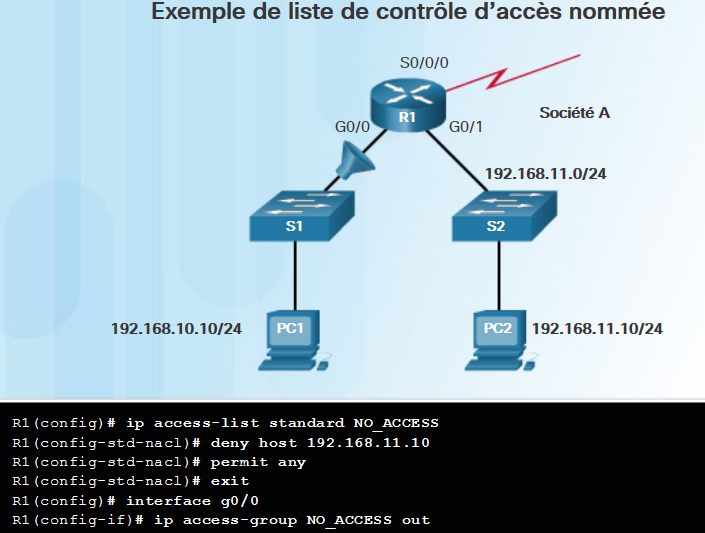 Exemple de liste de contrôle d'accès nommée
S0/0/0
R1
Société A
G0/0
G0/1
192.168.11.0/24
S1
S2
192.168.10.10/24
PC1
PC2
192.168.11.10/24
R1(config)# ip access-list standard NO_ACCESS
R1(config-std-nacl)# deny host 192.168.11.10
R1(config-std-nacl)# permit any
R1(config-std-nacl)# exit
R1(config)# interface g0/0
R1(config-if)# ip access-group NO_ACCESS out